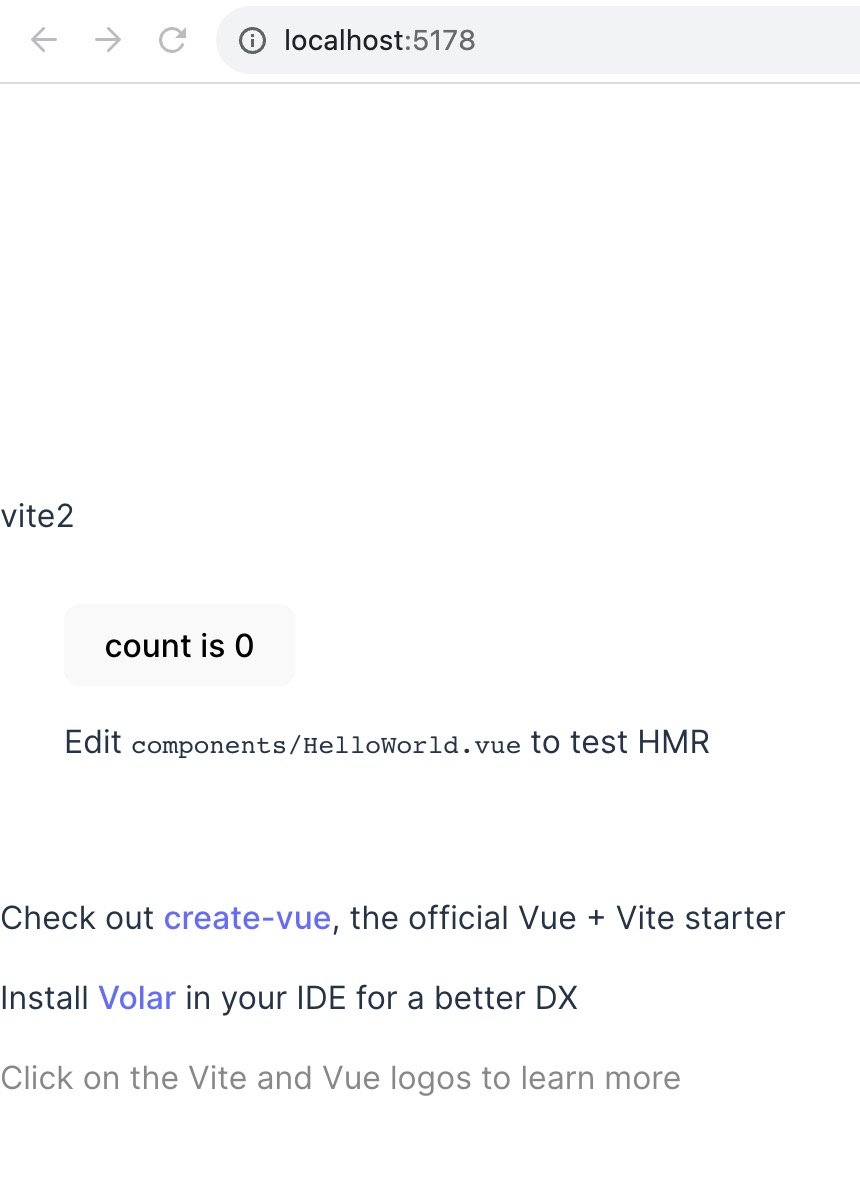 localhost:5178
vite2
count is 0
Edit components/HelloWorld.vue to test HMR
Check out create-vue, the official Vue + Vite starter
Install Volar in your IDE for a better DX
Click on the Vite and Vue logos to learn more